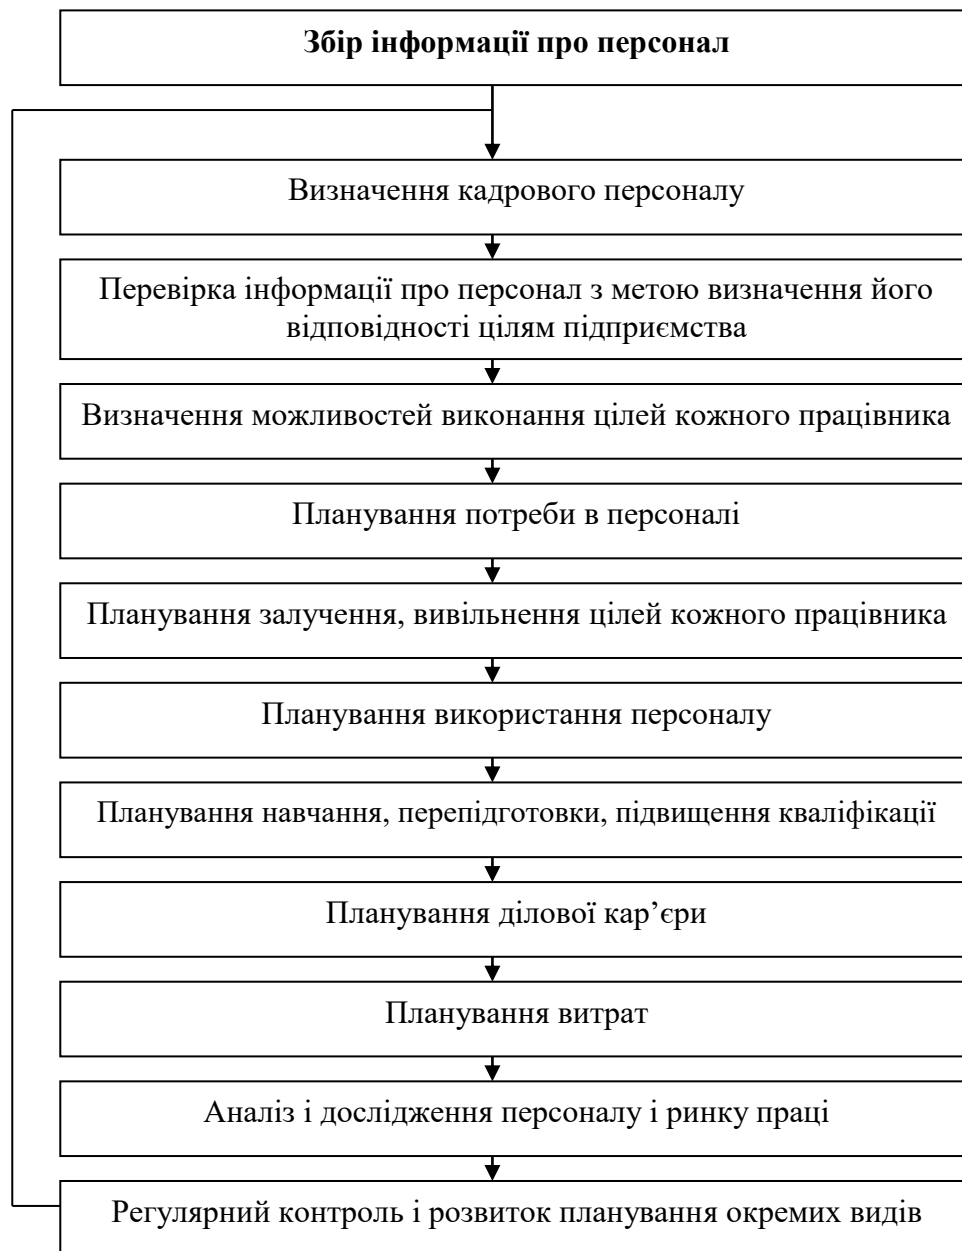 Збір інформації про персонал
Визначення кадрового персоналу
Перевірка інформації про персонал з метою визначення його
відповідності цілям підприємства
Визначення можливостей виконання цілей кожного працівника
Планування потреби в персоналі
Планування залучення, вивільнення цілей кожного працівника
Планування використання персоналу
Планування навчання, перепідготовки, підвищення кваліфікації
Планування ділової кар’єри
Планування витрат
Аналіз і дослідження персоналу і ринку праці
Регулярний контроль і розвиток планування окремих видів